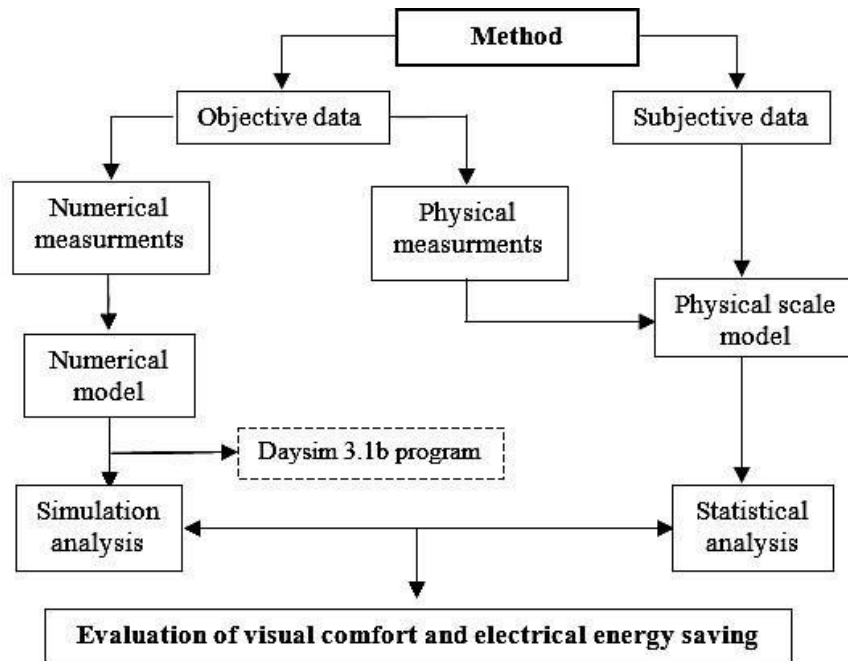 Method
Objective data
Subjective data
Numerical
measurments
Physical
measurments
Physical scale
model
Numerical
model
Daysim 3.1b program
Simulation
analysis
Statistical
analysis
Evaluation of visual comfort and electrical energy saving